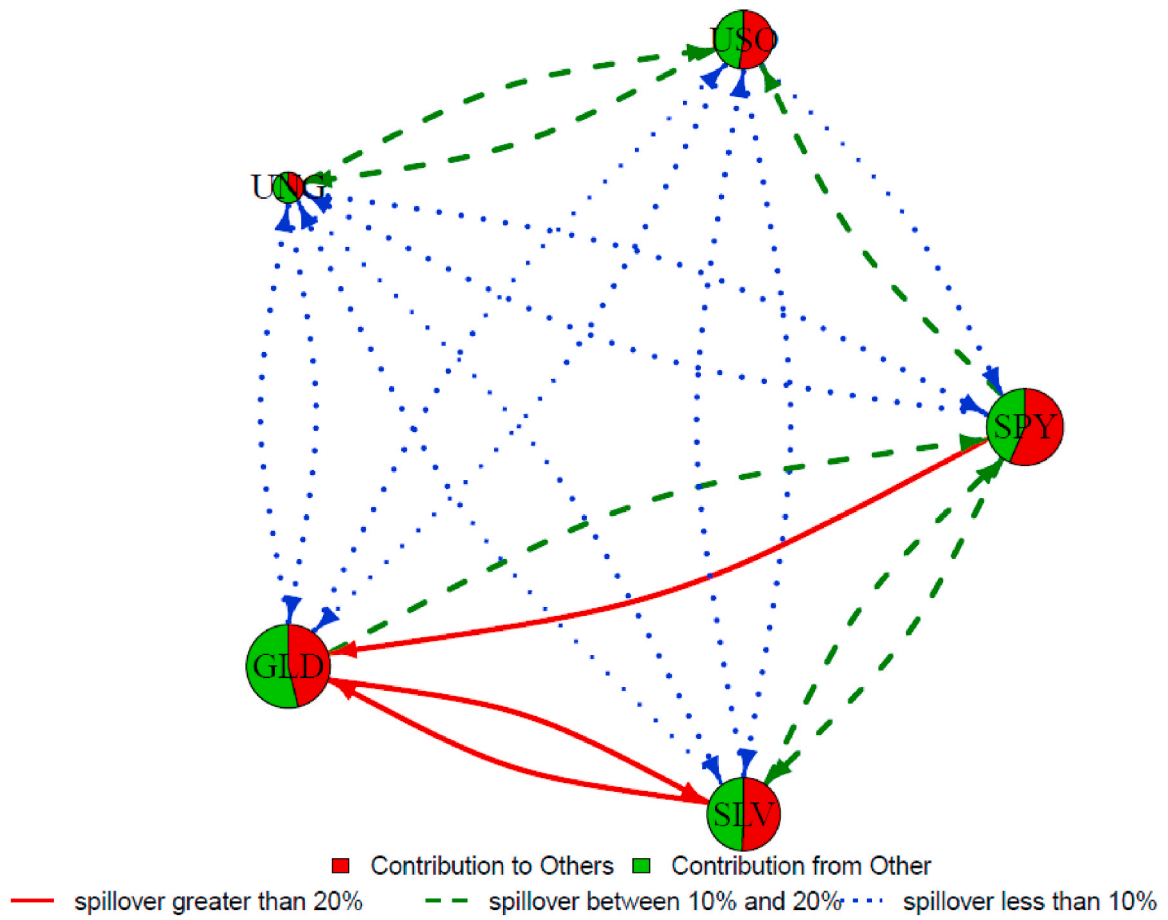 USO
UNG
SPY
GLD
SLV
Contribution to Others Contribution from Other
spillover greater than 20% spillover between 10% and 20% spillover less than 10%